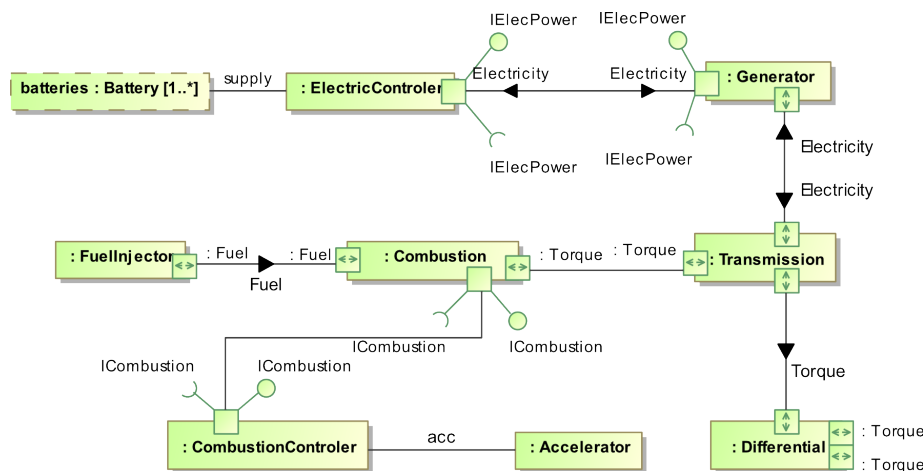 IElecPower
IElecPower
batteries : Battery [1..*]
supply
: ElectricControler
Electricity
Electricity
: Generator
IElecPower
IElecPower
Electricity
Electricity
: FuelInjector
: Fuel
Fuel
: Fuel
: Combustion
: Torque
: Torque
: Transmission
ICombustion
ICombustion
ICombustion
ICombustion
Torque
: CombustionControler
acc
: Accelerator
: Differential
: Torque
: Torque